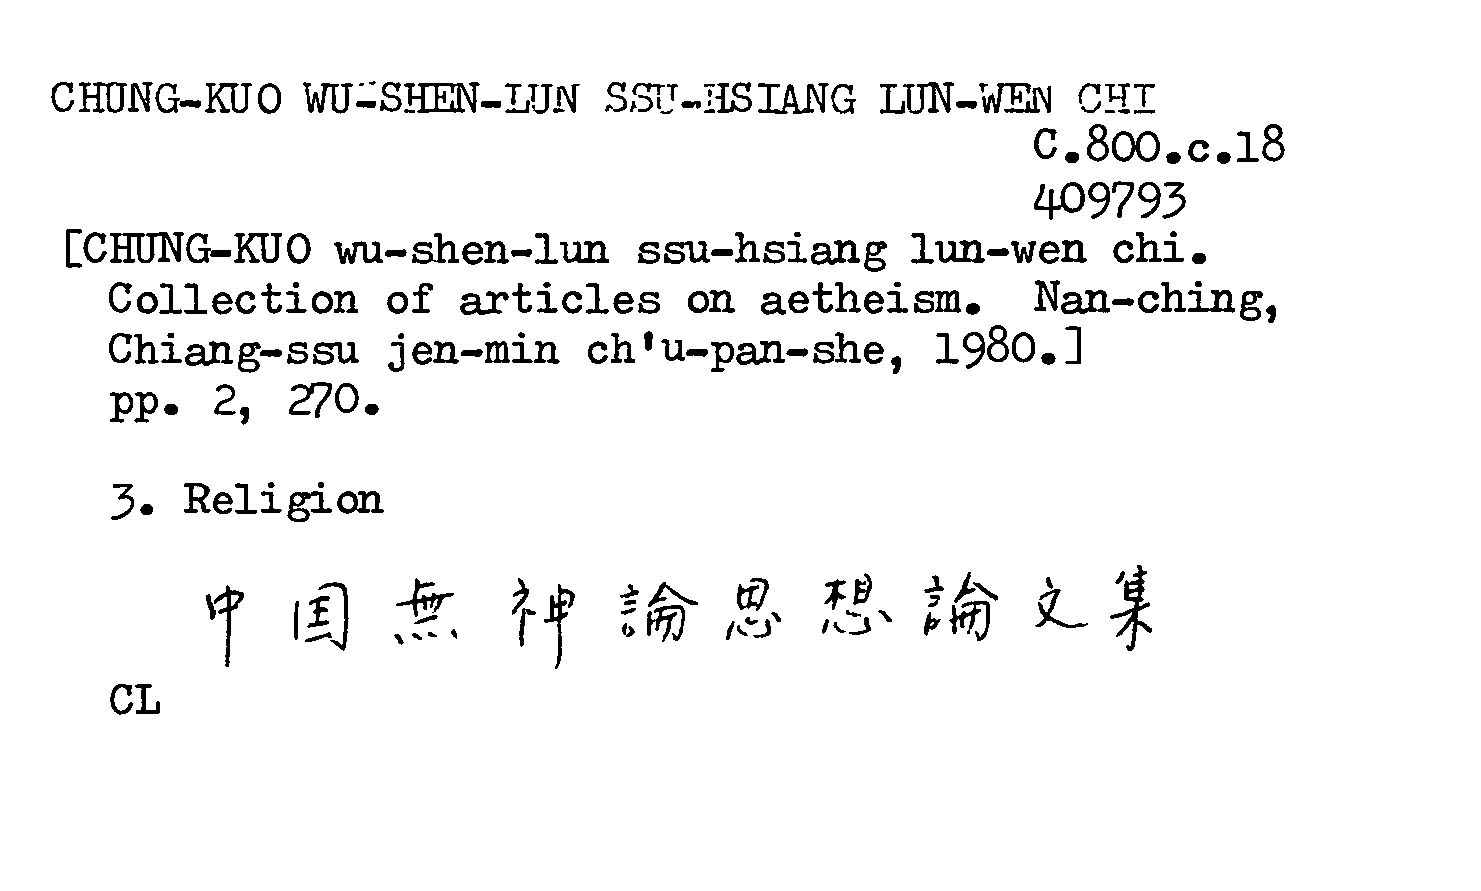 CHUNG-KUO WU-SHEN-LUN SSU-HSIANG LUN-WEN CHI
C.800.c.18
409793
[CHUNG-KUO wu-shen-lun ssu-hsiang lun-wen chi.
Collection of articles on aetheism. Nan-ching,
Chiang-ssu jen-min ch'u-pan-she, 1980.]
pp. 2, 270.
3. Religion
中国無神論思想論文集
CL